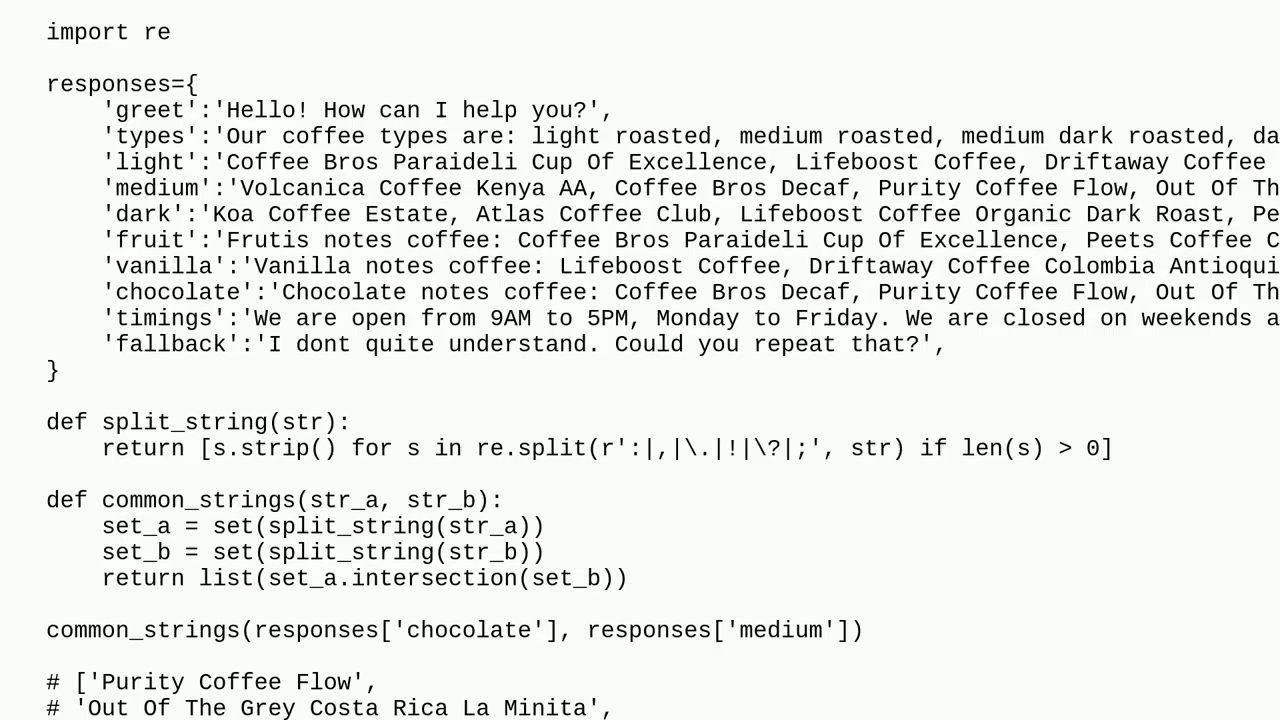 import re
responses={
'greet':'Hello! How can I help you?',
'types':'Our coffee types are: light roasted, medium roasted, medium dark roasted, da
'light':'Coffee Bros Paraideli Cup Of Excellence, Lifeboost Coffee, Driftaway Coffee
'medium':'Volcanica Coffee Kenya AA, Coffee Bros Decaf, Purity Coffee Flow, Out Of Th
'dark':'Koa Coffee Estate, Atlas Coffee Club, Lifeboost Coffee Organic Dark Roast, Pe
'fruit':'Frutis notes coffee: Coffee Bros Paraideli Cup Of Excellence, Peets Coffee C
'vanilla':'Vanilla notes coffee: Lifeboost Coffee, Driftaway Coffee Colombia Antioqui
'chocolate':'Chocolate notes coffee: Coffee Bros Decaf, Purity Coffee Flow, Out Of Th
'timings':'We are open from 9AM to 5PM, Monday to Friday. We are closed on weekends a
'fallback':'I dont quite understand. Could you repeat that?',
}
def split_string(str):
return [s.strip() for s in re.split(r':|,|\.|!|\?|;', str) if len(s) > 0]
def common_strings(str_a, str_b):
set_a = set(split_string(str_a))
set_b = set(split_string(str_b))
return list(set_a.intersection(set_b))
common_strings(responses['chocolate'], responses['medium'])
# ['Purity Coffee Flow',
# 'Out Of The Grey Costa Rica La Minita',